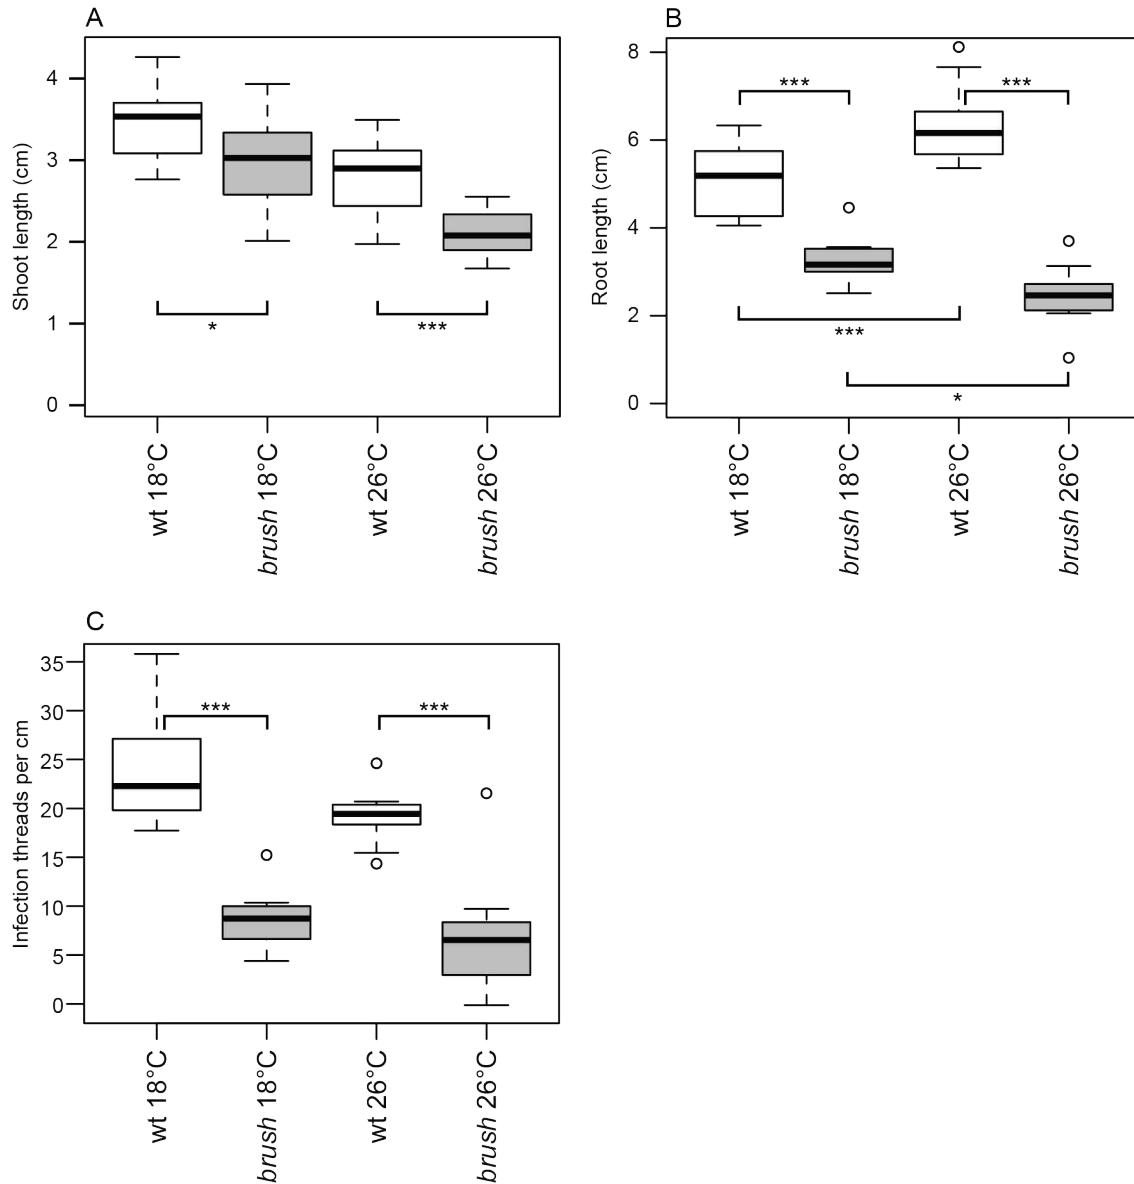 A
Shoot length (cm)
4
3
2
1
0
*
***
wt 18°C
brush 18°C
wt 26°C
brush 26°C
B
Root length (cm)
8
6
4
2
0
***
***
***
*
wt 18°C
brush 18°C
wt 26°C
brush 26°C
C
Infection threads per cm
35
30
25
20
15
10
5
0
***
***
wt 18°C
brush 18°C
wt 26°C
brush 26°C